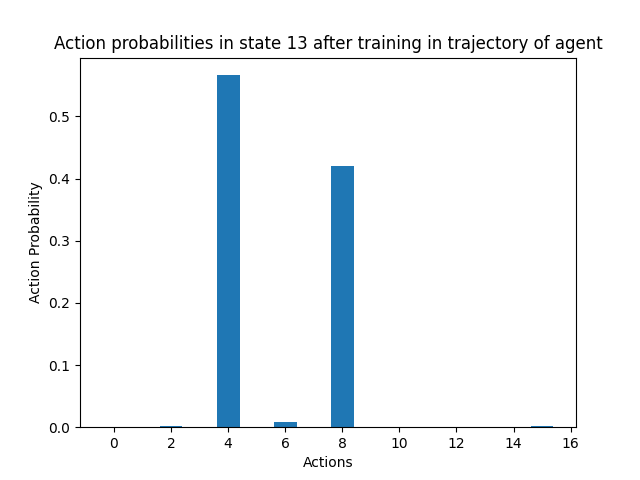 Action probabilities in state 13 after training in trajectory of agent
Action Probability
0.5
0.4
0.3
0.2
0.1
0.0
0 2 4 6 8 10 12 14 16
Actions